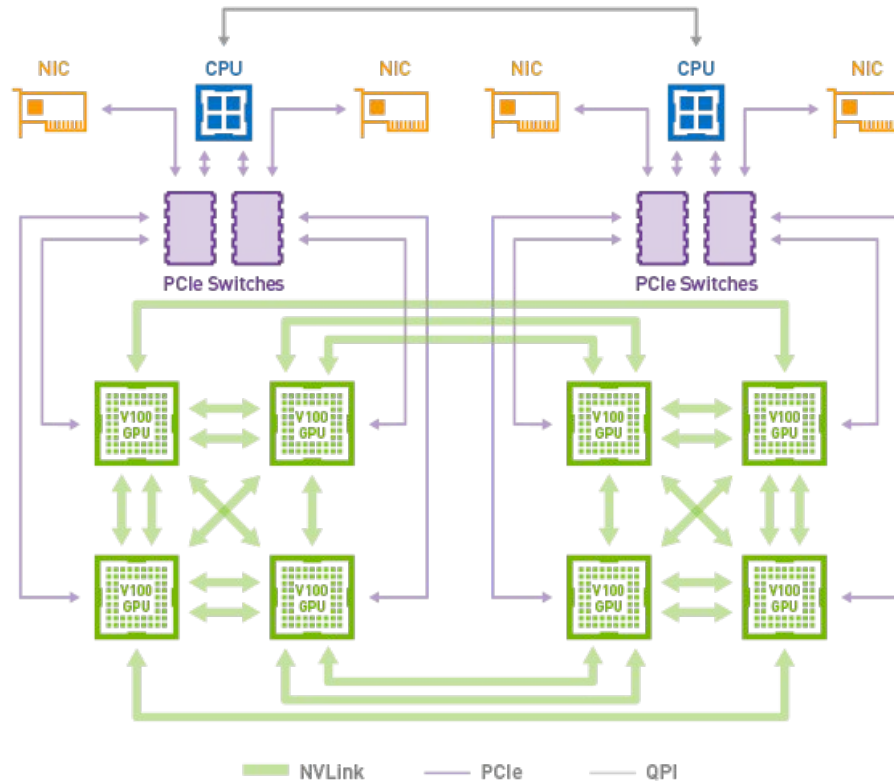 NIC CPU NIC NIC CPU NIC
PCIe Switches PCIe Switches
V100 V100 V100 V100
GPU GPU GPU GPU
V100 V100 V100 V100
GPU GPU GPU GPU
NVLink PCIe QPI